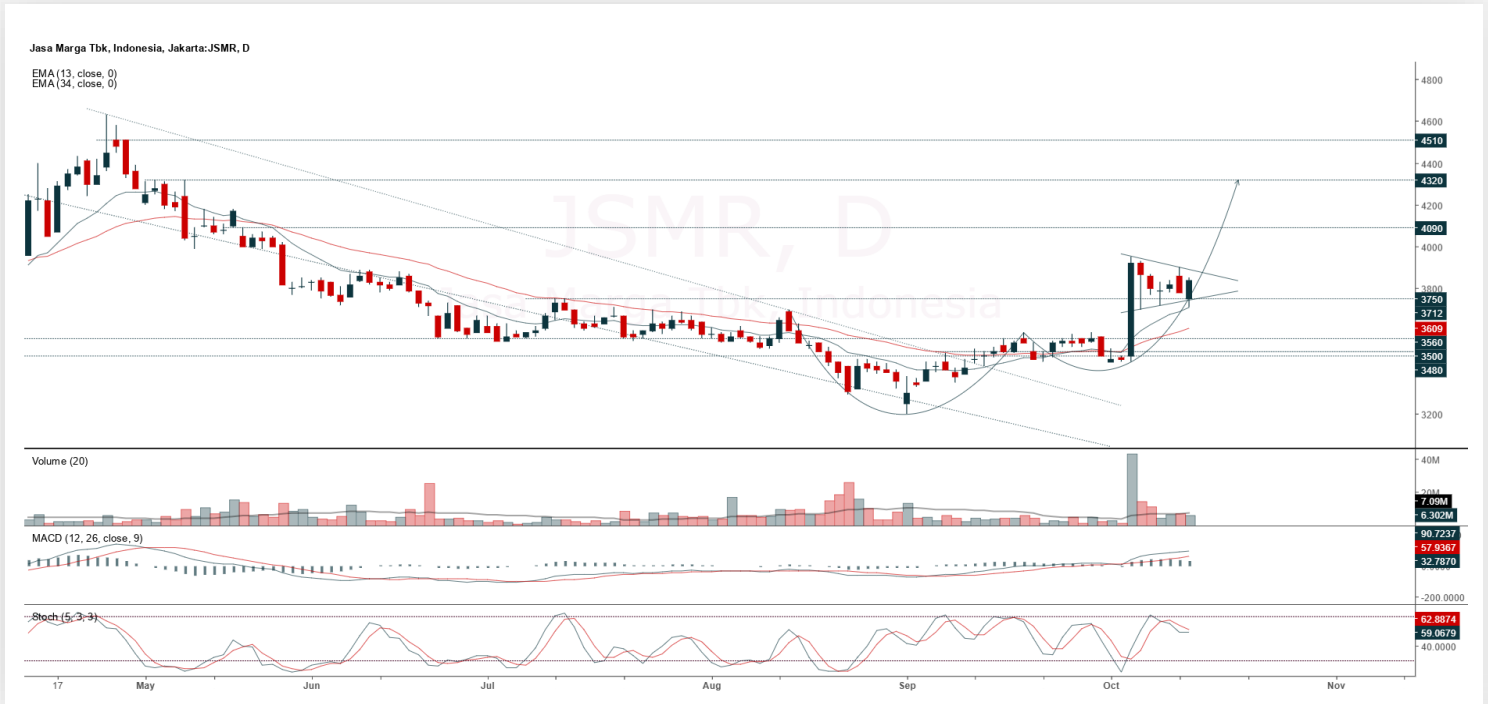 Jasa Marga Tbk, Indonesia, Jakarta:JSMR, D
EMA (13, close, 0)
EMA (34, close, 0)
JSMR, D
Jasa Marga Tbk, Indonesia
4800
4600
4510
4400
4320
4200
4090
4000
3800
3750
3712
3609
3560
3500
3480
3200
Volume (20)
40M
20M
7.09M
6.302M
MACD (12, 26, close, 9)
90.7237
57.9367
32.7870
-200.0000
Stoch (5, 3, 3)
62.8874
59.0679
40.0000
17 May Jun Jul Aug Sep Oct Nov